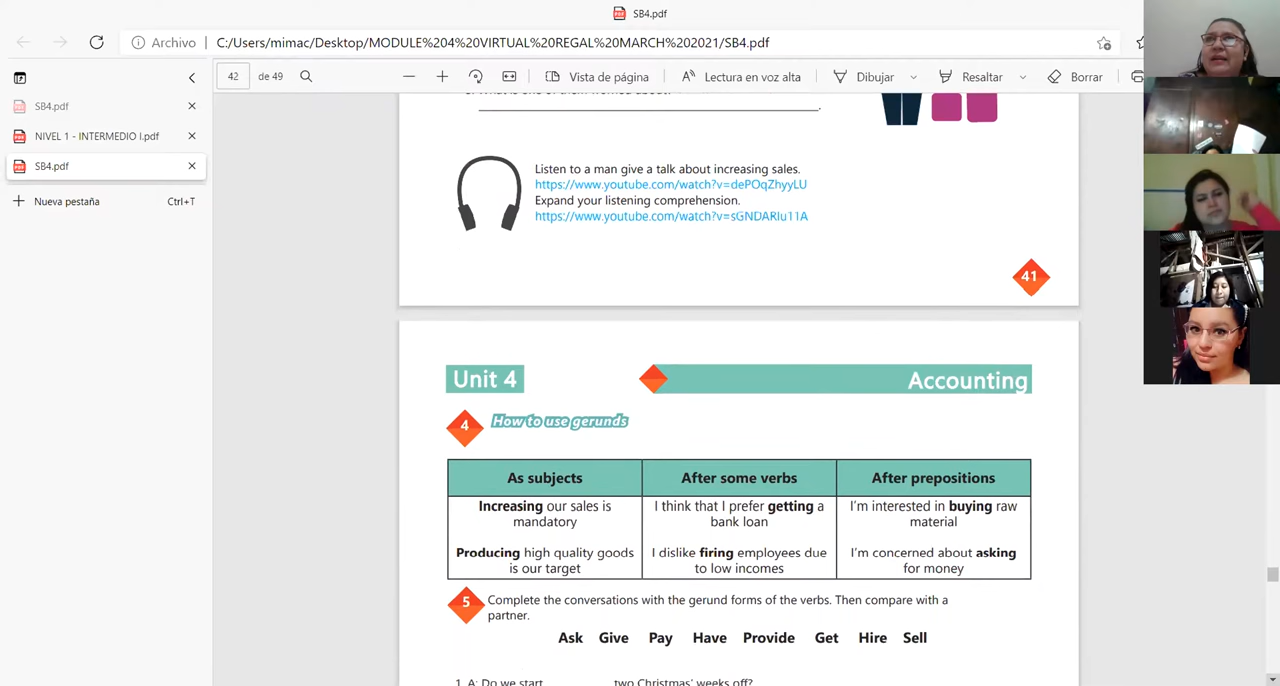 SB4.pdf
Archivo
C:/Users/mimac/Desktop/MODULE%204%20VIRTUAL%20REGAL%20MARCH%202021/SB4.pdf
42 de 49
Vista de página
Lectura en voz alta
Dibujar
Resaltar
Borrar
SB4.pdf
NIVEL 1 - INTERMEDIO I.pdf
SB4.pdf
Nueva pestaña
Ctrl+T
Listen to a man give a talk about increasing sales.
https://www.youtube.com/watch?v=dePOqZhyyLU
Expand your listening comprehension.
https://www.youtube.com/watch?v=sGNDARIu11A
41
Unit 4
Accounting
4
How to use gerunds
As subjects
After some verbs
After prepositions
Increasing our sales is
mandatory
I think that I prefer getting a
bank loan
I'm interested in buying raw
material
Producing high quality goods
is our target
I dislike firing employees due
to low incomes
I'm concerned about asking
for money
5
Complete the conversations with the gerund forms of the verbs. Then compare with a
partner.
Ask Give Pay Have Provide Get Hire Sell
1. A: Do we start ________ two Christmas' weeks off?